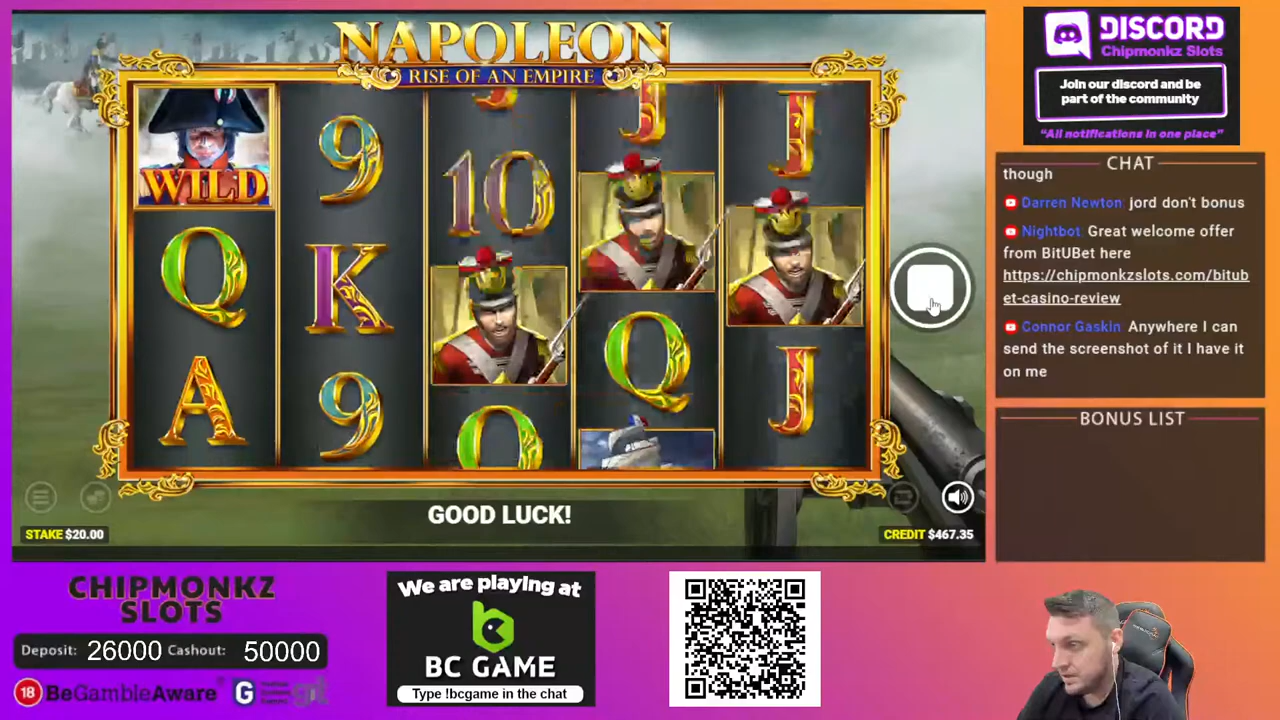 NAPOLEON
RISE OF AN EMPIRE
WILD
9
10
J
J
Q
K
Q
J
A
9
Q
GOOD LUCK!
STAKE $20.00
CREDIT $467.35
DISCORD
Chipmonkz Slots
Join our discord and be
part of the community
“All notifications in one place”
CHAT
though
Darren Newton jord don't bonus
Nightbot Great welcome offer
from BitUBet here
https://chipmonkzslots.com/bitub
et-casino-review
Connor Gaskin Anywhere I can
send the screenshot of it I have it
on me
BONUS LIST
CHIPMONKZ
SLOTS
Deposit: 26000 Cashout: 50000
18 BeGambleAware
We are playing at
BC GAME
Type !bcgame in the chat